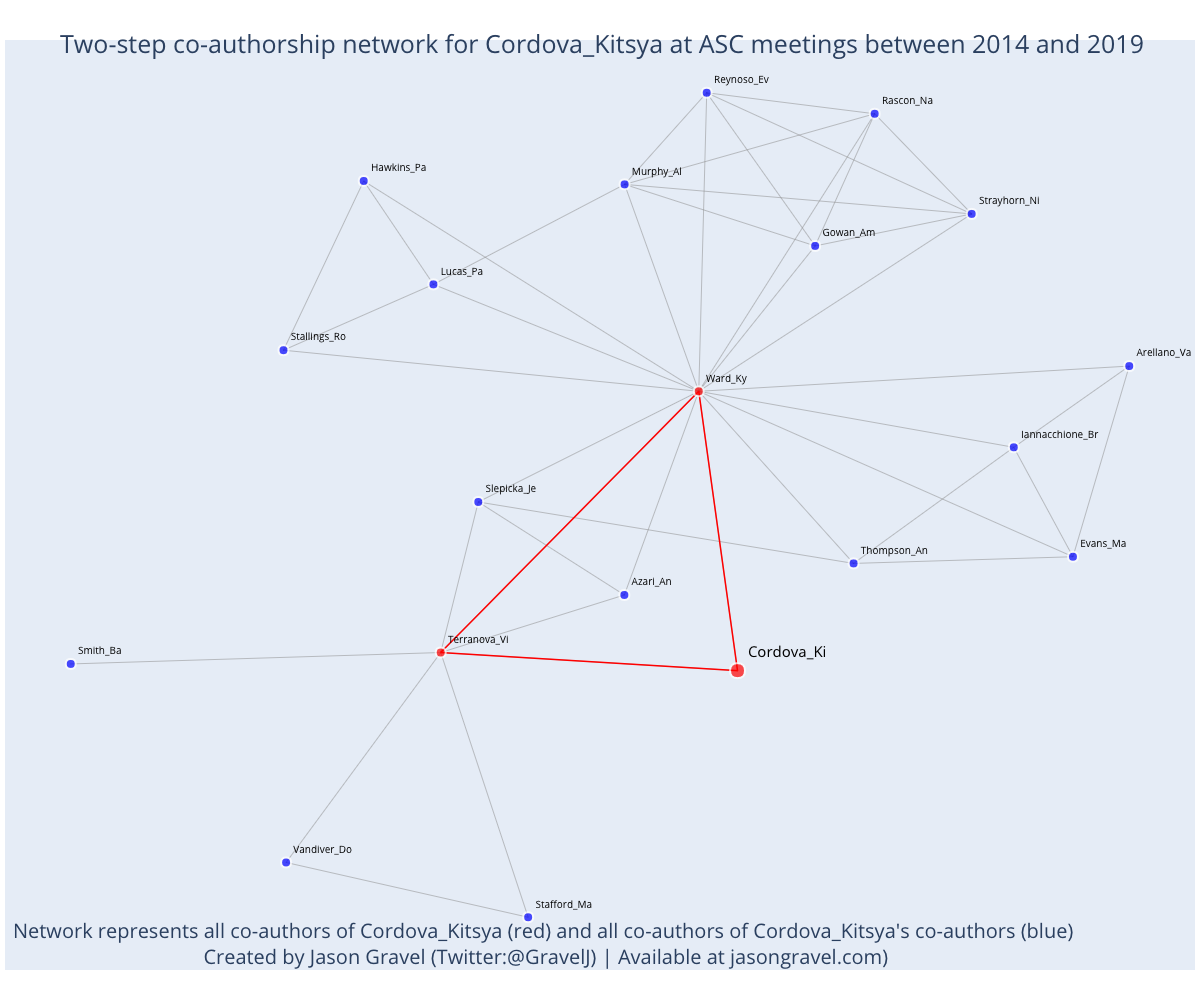 Two-step co-authorship network for Cordova_Kitsya at ASC meetings between 2014 and 2019
Reynoso_Ev
Rascon_Na
Hawkins_Pa
Murphy_Al
Strayhorn_Ni
Gowan_Am
Lucas_Pa
Stallings_Ro
Arellano_Va
Ward_Ky
Iannacchione_Br
Slepicka_Je
Evans_Ma
Thompson_An
Azari_An
Terranova_Vi
Smith_Ba
Cordova_Ki
Vandiver_Do
Stafford_Ma
Network represents all co-authors of Cordova_Kitsya (red) and all co-authors of Cordova_Kitsya's co-authors (blue)
Created by Jason Gravel (Twitter:@GravelJ) | Available at jasongravel.com)